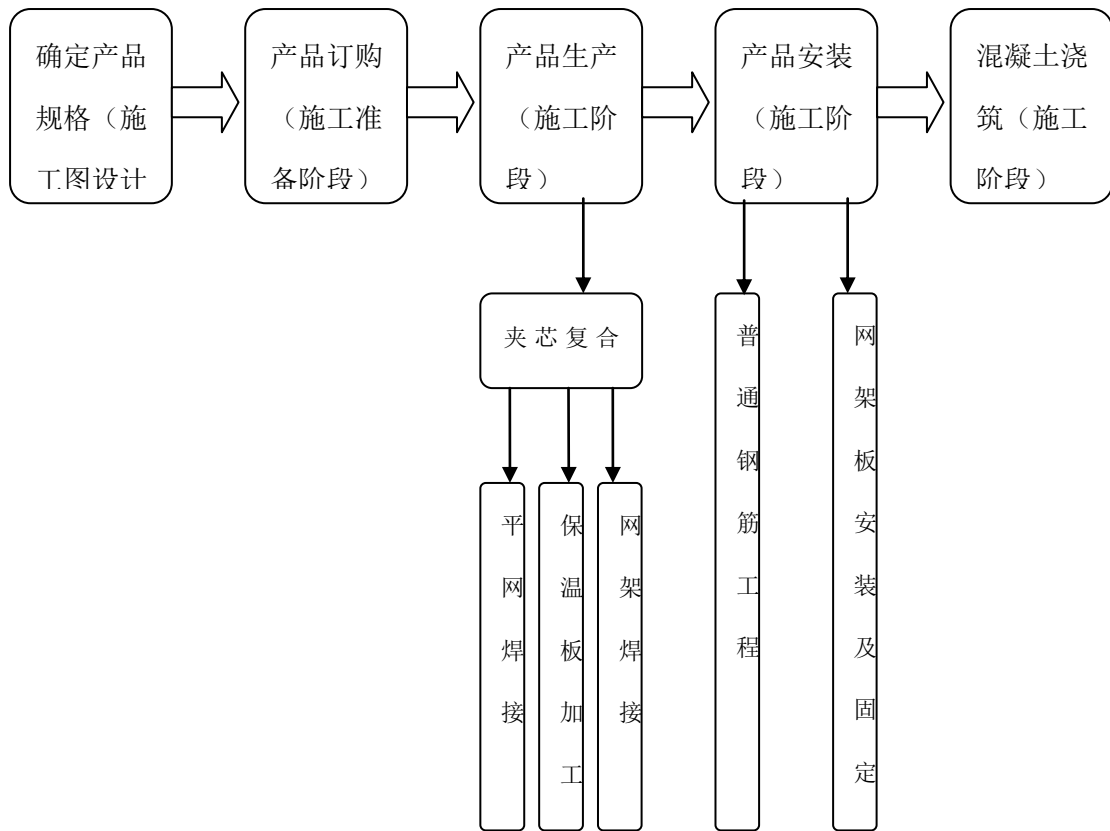 确定产品
规格（施
工图设计
产品订购
（施工准
备阶段）
产品生产
（施工阶
段）
产品安装
（施工阶
段）
混凝土浇
筑（施工
阶段）
夹芯复合
普通钢筋工程
网架板安装及固定
平网焊接
保温板加工
网架焊接